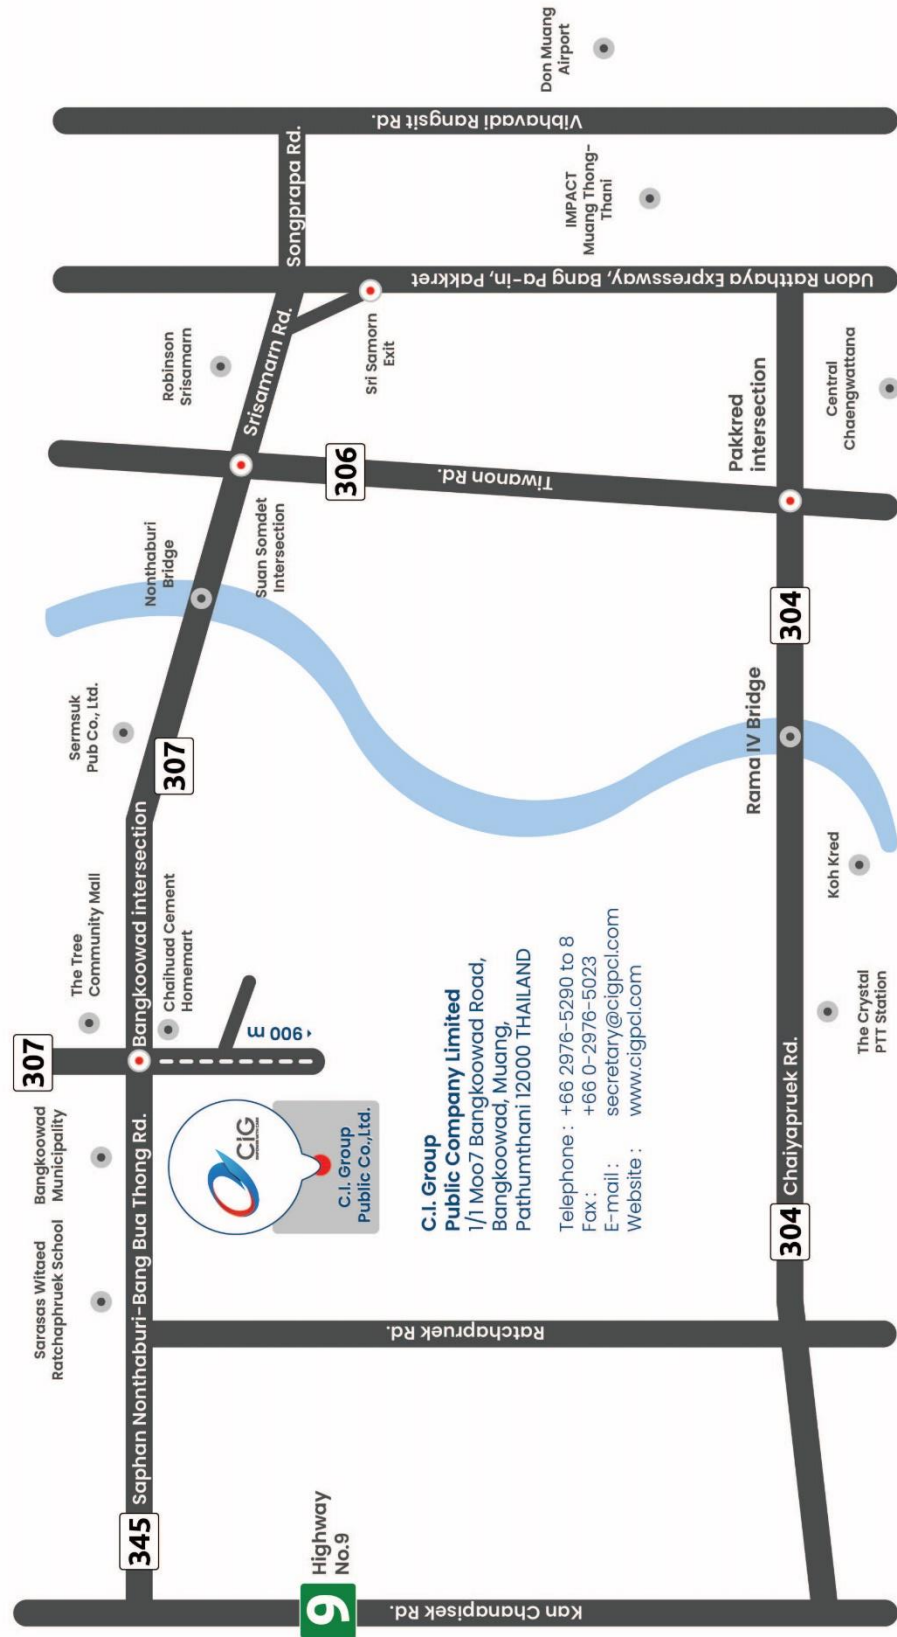 Sarasas Witaed
Ratchaphruek School
Bangkoowad
Municipality
307
The Tree
Community Mall
Sermsuk
Pub Co., Ltd.
Nonthaburi
Bridge
Robinson
Srisamarn
345
Saphan Nonthaburi-Bang Bua Thong Rd.
Bangkoowad intersection
Chaihuad Cement
Homemart
307
Srisamarn Rd.
Songprapa Rd.
Suan Somdet
Intersection
Sri Samorn
Exit
306
Tiwanon Rd.
Vibhavadi Rangsit Rd.
Don Muang
Airport
IMPACT
Muang Thong-
Thani
Udon Ratthaya Expressway, Bang Pa-in, Pakkret
900 m
CIG
C.I. Group
Public Co.,Ltd.
9
Highway
No.9
Kan Chanapisek Rd.
Ratchapruek Rd.
C.I. Group
Public Company Limited
1/1 Moo7 Bangkoowad Road,
Bangkoowad, Muang,
Pathumthani 12000 THAILAND
Telephone : +66 2976-5290 to 8
Fax : +66 0-2976-5023
E-mail : secretary@cigpcl.com
Website : www.cigpcl.com
Rama IV Bridge
Pakkred
intersection
304
Chaiyapruek Rd.
304
The Crystal
PTT Station
Koh Kred
Central
Chaengwattana